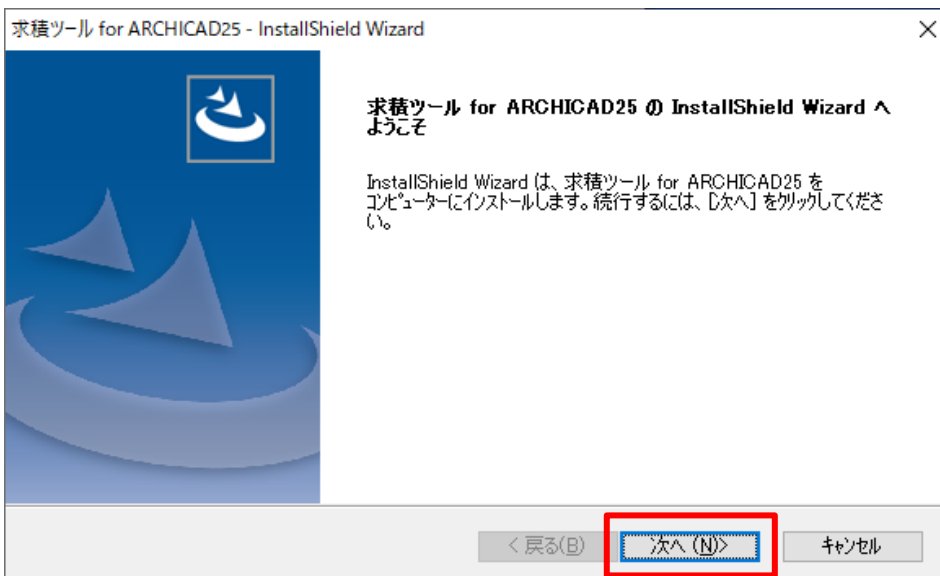 求積ツール for ARCHICAD25 - InstallShield Wizard
求積ツール for ARCHICAD25 の InstallShield Wizard へ
ようこそ
InstallShield Wizard は、求積ツール for ARCHICAD25 を
コンピューターにインストールします。続行するには、[次へ] をクリックしてくださ
い。
< 戻る(B)
次へ (N)>
キャンセル